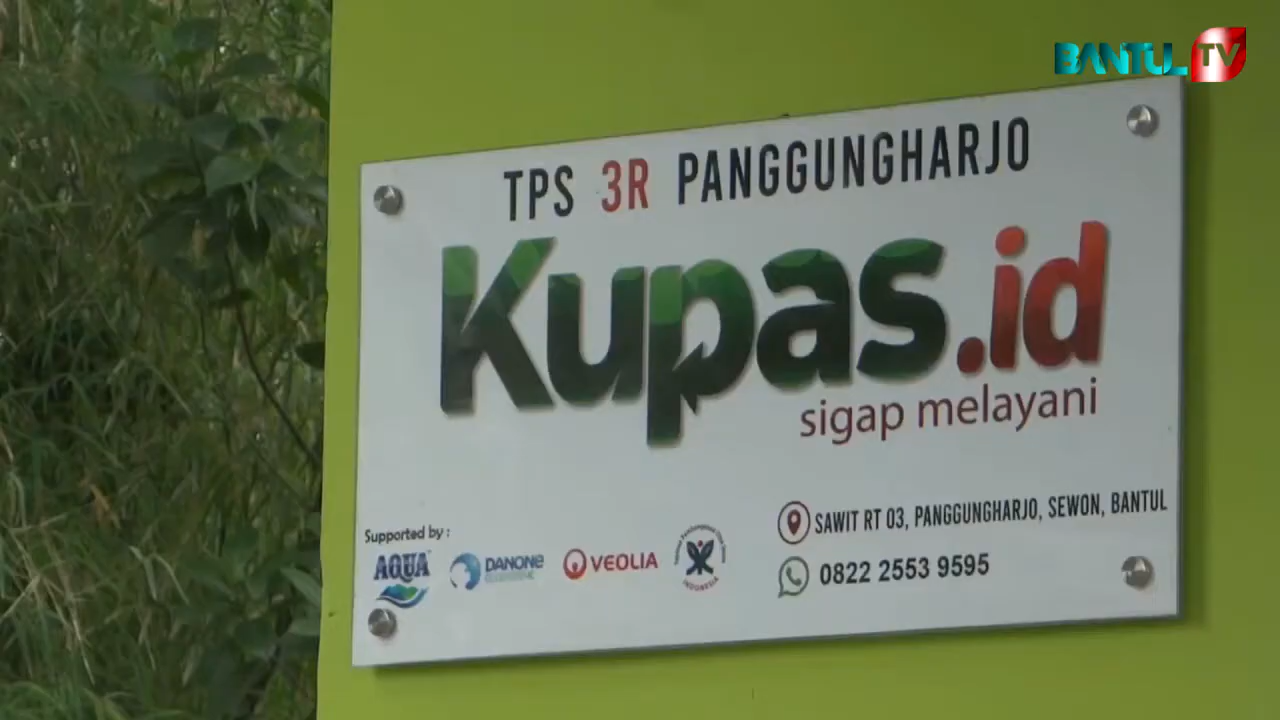 BANTUL TV
TPS 3R PANGGUNGHARJO
Kupas.id
sigap melayani
SAWIT RT 03, PANGGUNGHARJO, SEWON, BANTUL
0822 2553 9595
Supported by :
AQUA
DANONE
VEOLIA
INDONESIA